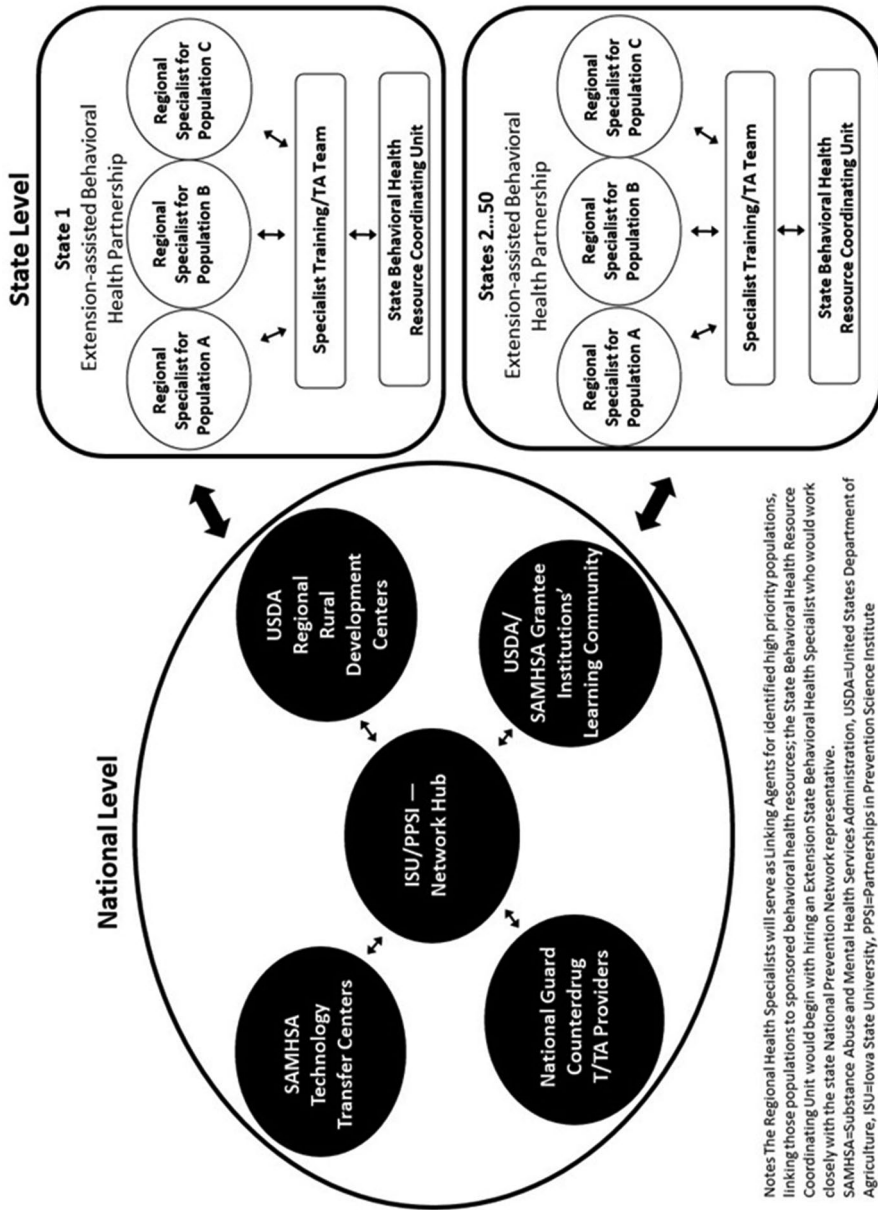 National Level
SAMHSA
Technology
Transfer Centers
USDA
Regional
Rural
Development
Centers
ISU/PPSI —
Network Hub
National Guard
Counterdrug
T/TA Providers
USDA/
SAMHSA Grantee
Institutions’
Learning Community
State Level
State 1
Extension-assisted Behavioral
Health Partnership
Regional
Specialist for
Population A
Regional
Specialist for
Population B
Regional
Specialist for
Population C
Specialist Training/TA Team
State Behavioral Health
Resource Coordinating Unit
States 2...50
Extension-assisted Behavioral
Health Partnership
Regional
Specialist for
Population A
Regional
Specialist for
Population B
Regional
Specialist for
Population C
Specialist Training/TA Team
State Behavioral Health
Resource Coordinating Unit
Notes The Regional Health Specialists will serve as Linking Agents for identified high priority populations,
linking those populations to sponsored behavioral health resources; the State Behavioral Health Resource
Coordinating Unit would begin with hiring an Extension State Behavioral Health Specialist who would work
closely with the state National Prevention Network representative.
SAMHSA=Substance Abuse and Mental Health Services Administration, USDA=United States Department of
Agriculture, ISU=Iowa State University, PPSI=Partnerships in Prevention Science Institute